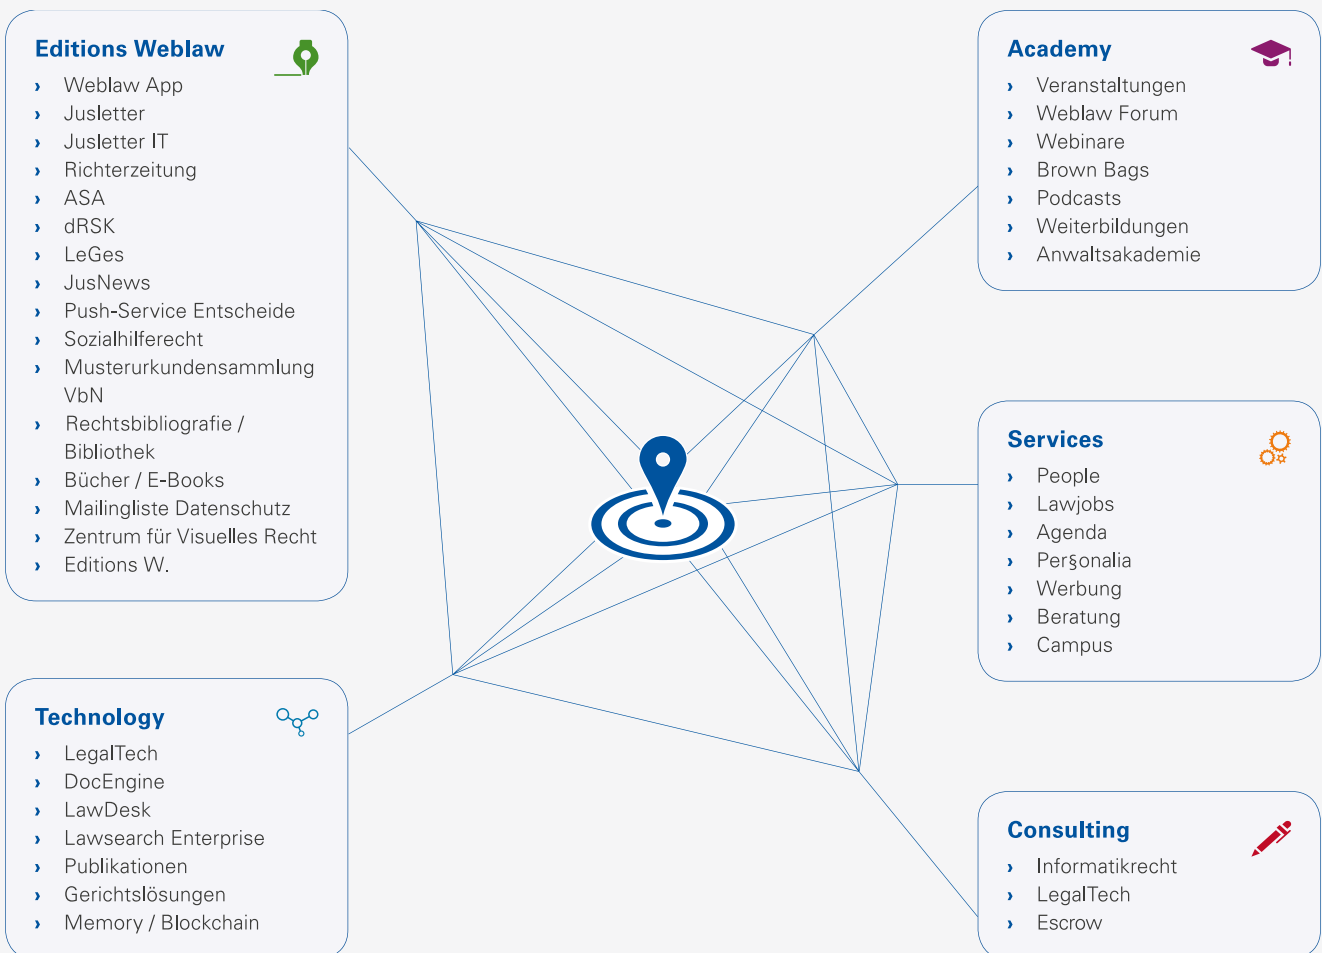 Editions Weblaw
› Weblaw App
› Jusletter
› Jusletter IT
› Richterzeitung
› ASA
› dRSK
› LeGes
› JusNews
› Push-Service Entscheide
› Sozialhilferecht
› Musterurkundensammlung
VbN
› Rechtsbibliografie /
Bibliothek
› Bücher / E-Books
› Mailingliste Datenschutz
› Zentrum für Visuelles Recht
› Editions W.
Technology
› LegalTech
› DocEngine
› LawDesk
› Lawsearch Enterprise
› Publikationen
› Gerichtslösungen
› Memory / Blockchain
Academy
› Veranstaltungen
› Weblaw Forum
› Webinare
› Brown Bags
› Podcasts
› Weiterbildungen
› Anwaltsakademie
Services
› People
› Lawjobs
› Agenda
› Per§onalia
› Werbung
› Beratung
› Campus
Consulting
› Informatikrecht
› LegalTech
› Escrow